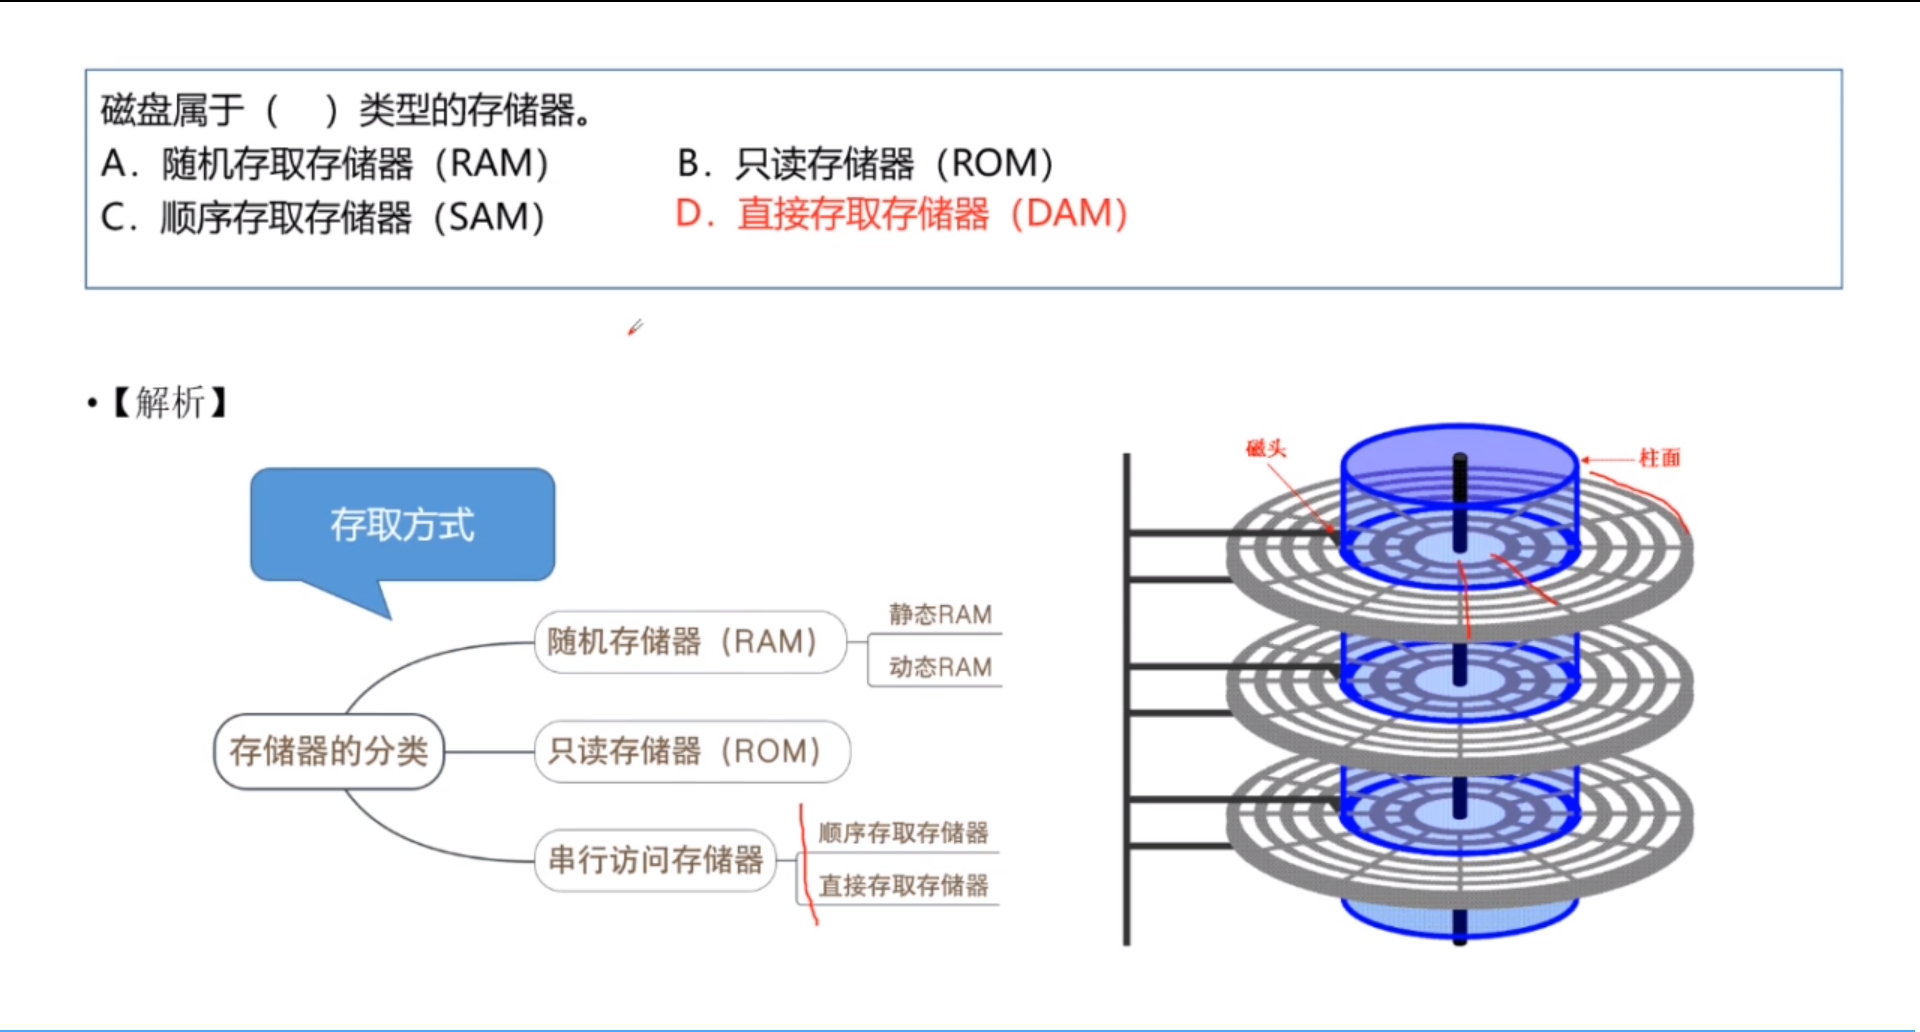 磁盘属于（　）类型的存储器。
A．随机存取存储器（RAM）　B．只读存储器（ROM）
C．顺序存取存储器（SAM）　D．直接存取存储器（DAM）
•【解析】
存取方式
磁头
柱面
静态RAM
随机存储器（RAM）
动态RAM
存储器的分类
只读存储器（ROM）
顺序存取存储器
串行访问存储器
直接存取存储器